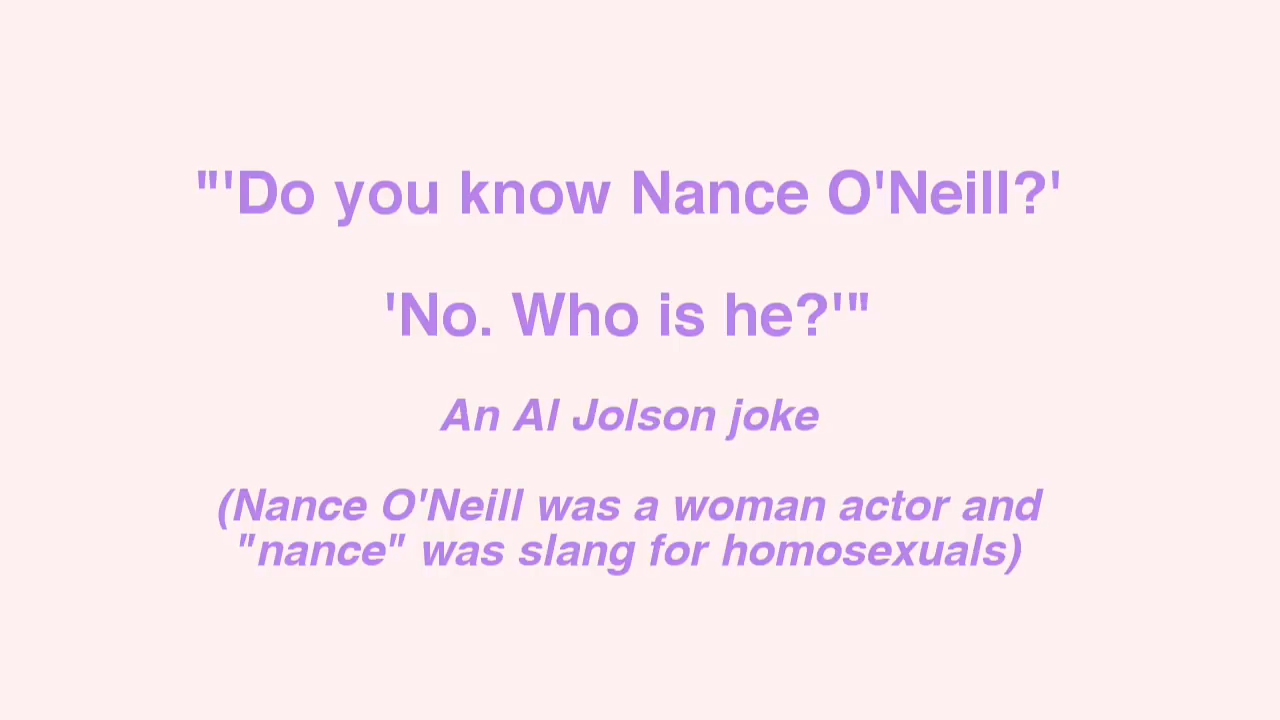 "'Do you know Nance O'Neill?'
'No. Who is he?'"
An Al Jolson joke
(Nance O'Neill was a woman actor and
"nance" was slang for homosexuals)